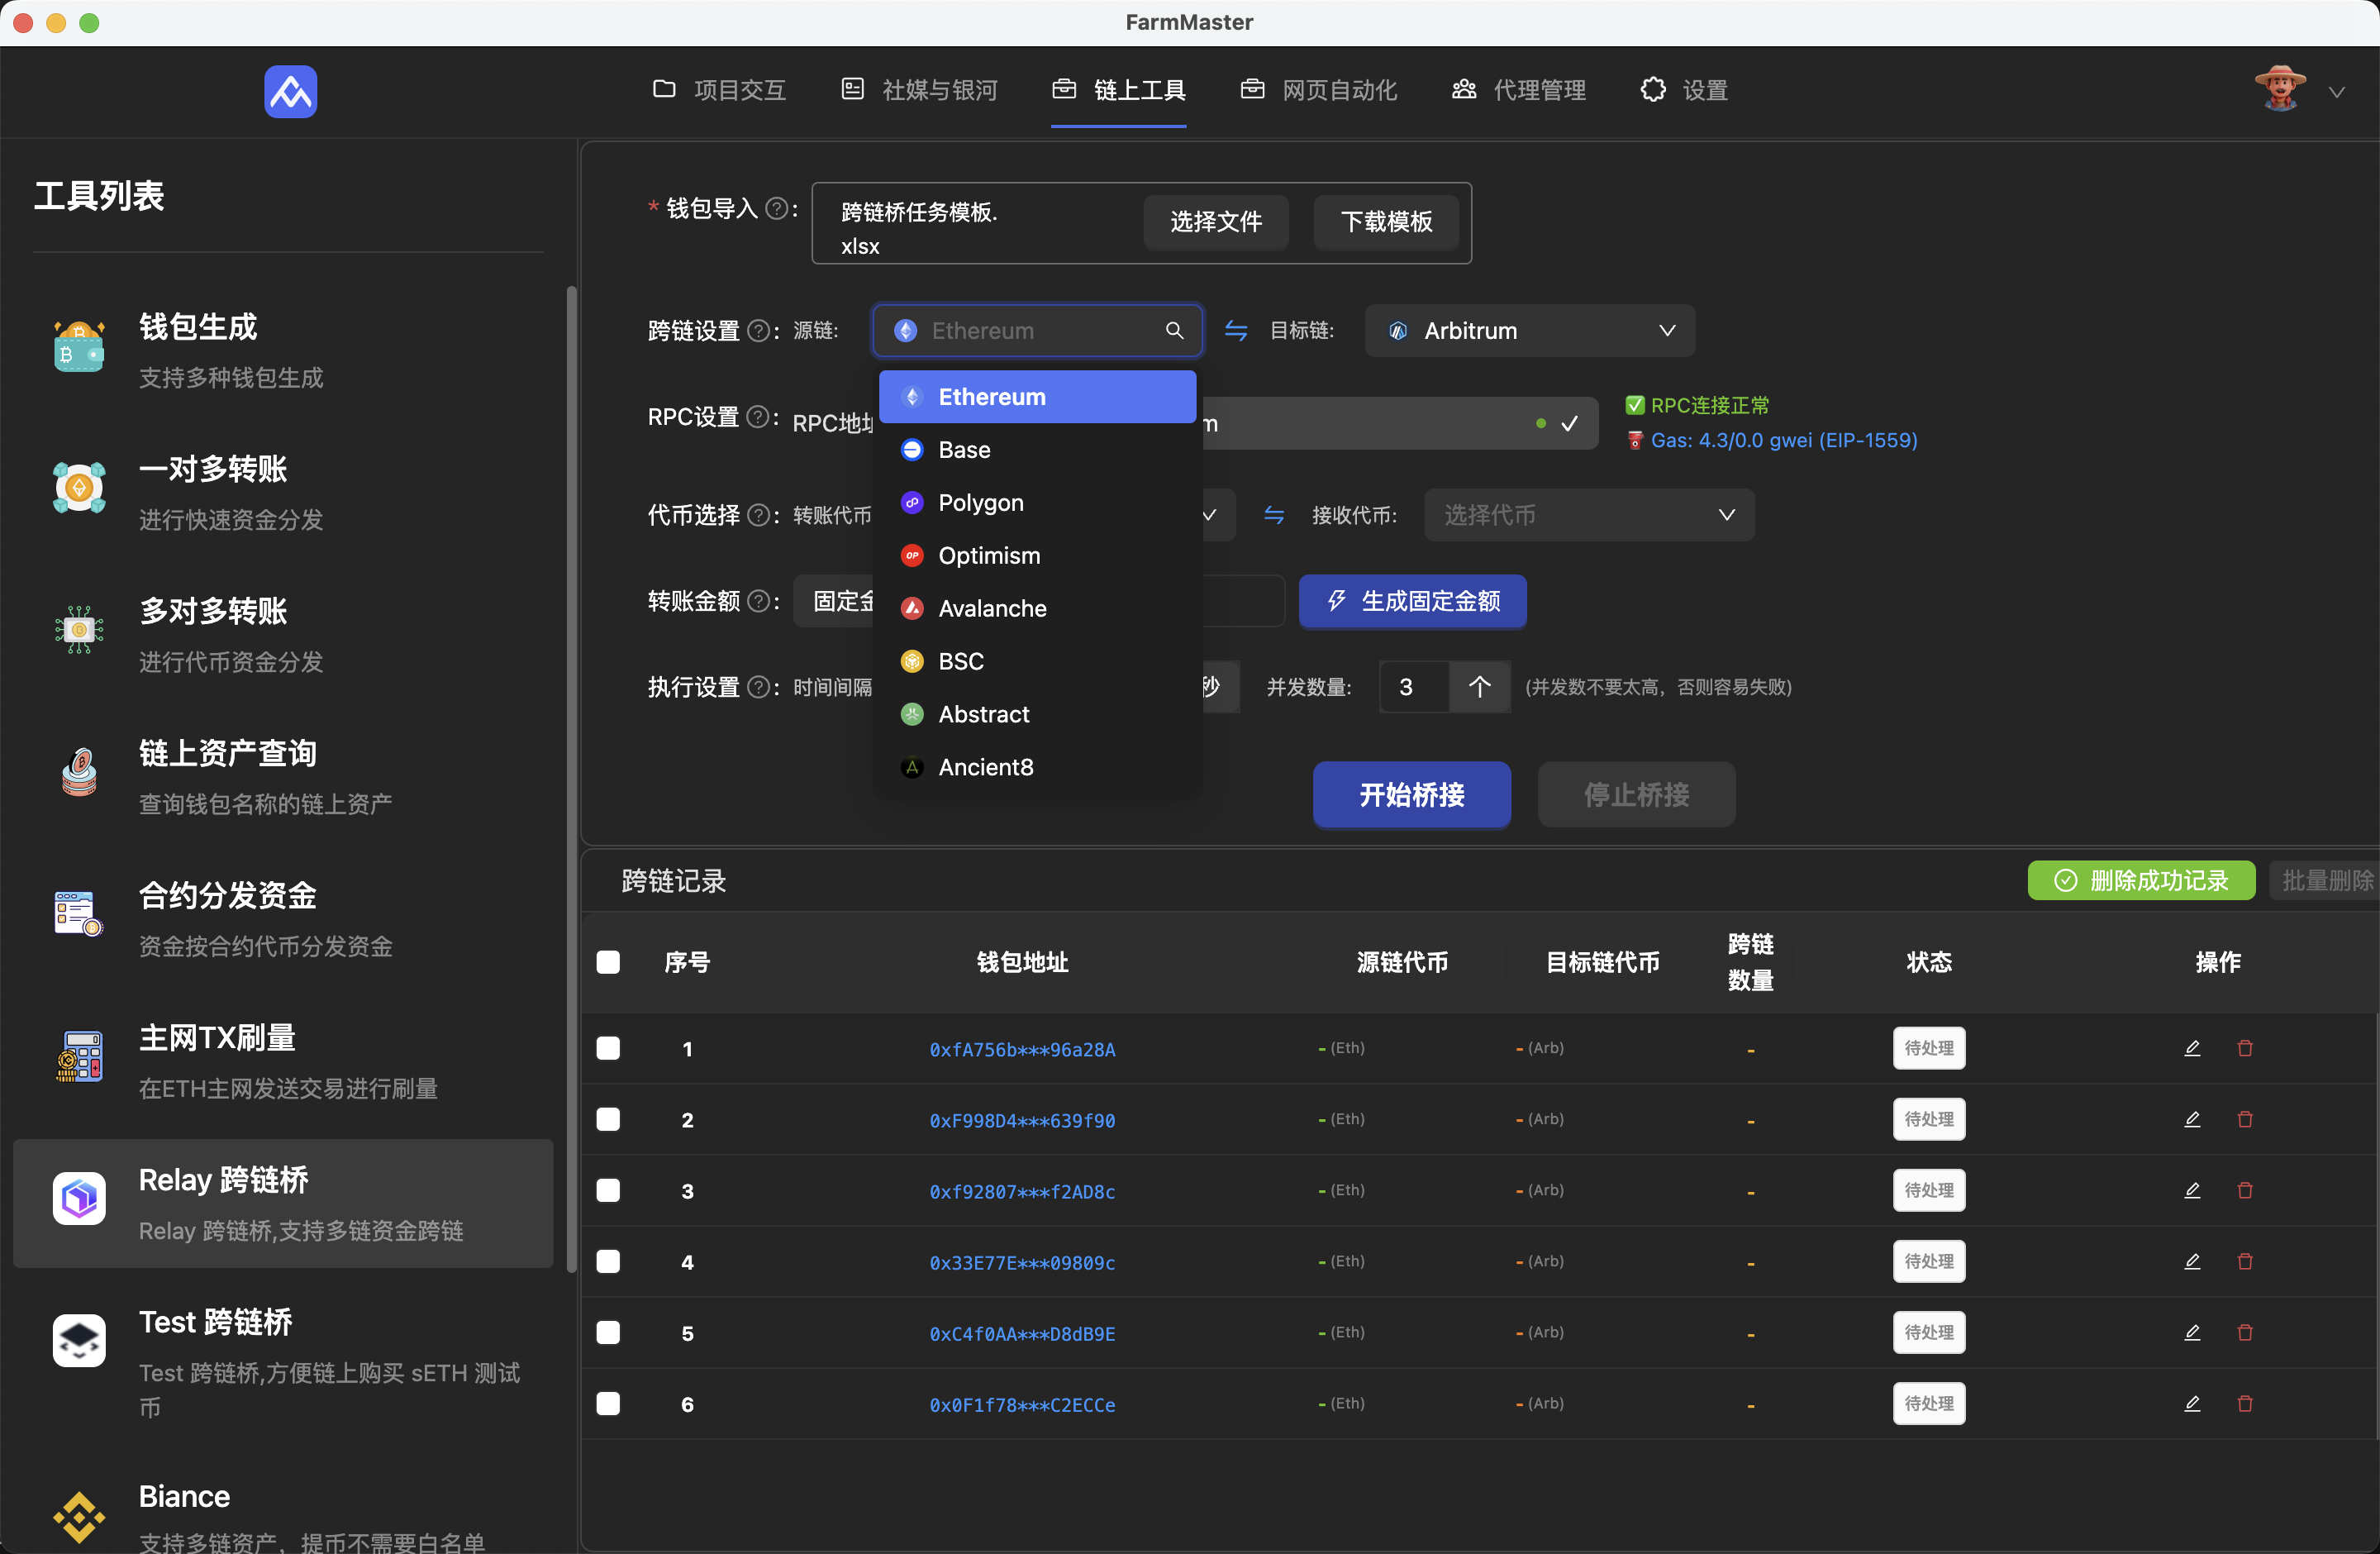 FarmMaster
项目交互
社媒与银河
链上工具
网页自动化
代理管理
设置
工具列表
钱包生成
支持多种钱包生成
一对多转账
进行快速资金分发
多对多转账
进行代币资金分发
链上资产查询
查询钱包名称的链上资产
合约分发资金
资金按合约代币分发资金
主网TX刷量
在ETH主网发送交易进行刷量
Relay 跨链桥
Relay 跨链桥,支持多链资金跨链
Test 跨链桥
Test 跨链桥,方便链上购买 sETH 测试
币
Biance
支持多链资产，提币不需要白名单
* 钱包导入 ? :
跨链桥任务模板.
xlsx
选择文件
下载模板
跨链设置 ? : 源链: Ethereum 目标链: Arbitrum
Ethereum
Base
Polygon
Optimism
Avalanche
BSC
Abstract
Ancient8
RPC设置 ? : RPC地址 m
✅ RPC连接正常
Gas: 4.3/0.0 gwei (EIP-1559)
代币选择 ? : 转账代币 接收代币: 选择代币
转账金额 ? : 固定金 生成固定金额
执行设置 ? : 时间间隔 秒 并发数量: 3 个 (并发数不要太高，否则容易失败)
开始桥接
停止桥接
跨链记录
删除成功记录
批量删除
序号 钱包地址 源链代币 目标链代币 跨链 状态 操作
数量
1 0xfA756b***96a28A - (Eth) - (Arb) - 待处理
2 0xF998D4***639f90 - (Eth) - (Arb) - 待处理
3 0xf92807***f2AD8c - (Eth) - (Arb) - 待处理
4 0x33E77E***09809c - (Eth) - (Arb) - 待处理
5 0xC4f0AA***D8dB9E - (Eth) - (Arb) - 待处理
6 0x0F1f78***C2ECCe - (Eth) - (Arb) - 待处理